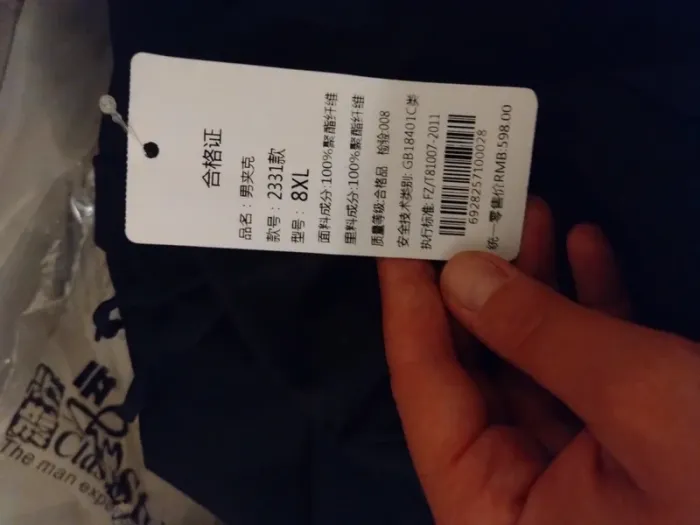 合格证
品名：男夹克
款号：2331款
型号：8XL
面料成分:100%聚酯纤维
里料成分:100%聚酯纤维
质量等级:合格品 检验:008
安全技术类别: GB18401C类
执行标准: FZ/T81007-2011
6928257100028
统一零售价RMB:598.00
The man